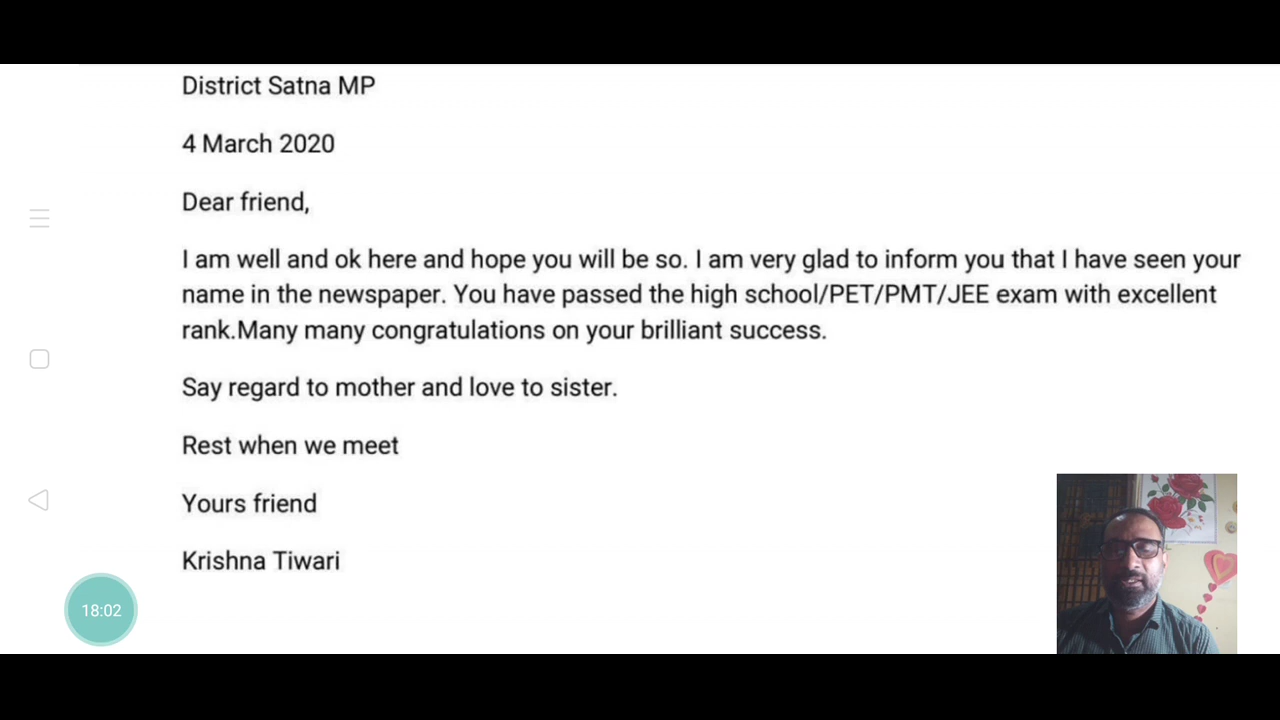 District Satna MP
4 March 2020
Dear friend,
I am well and ok here and hope you will be so. I am very glad to inform you that I have seen your
name in the newspaper. You have passed the high school/PET/PMT/JEE exam with excellent
rank.Many many congratulations on your brilliant success.
Say regard to mother and love to sister.
Rest when we meet
Yours friend
Krishna Tiwari
18:02